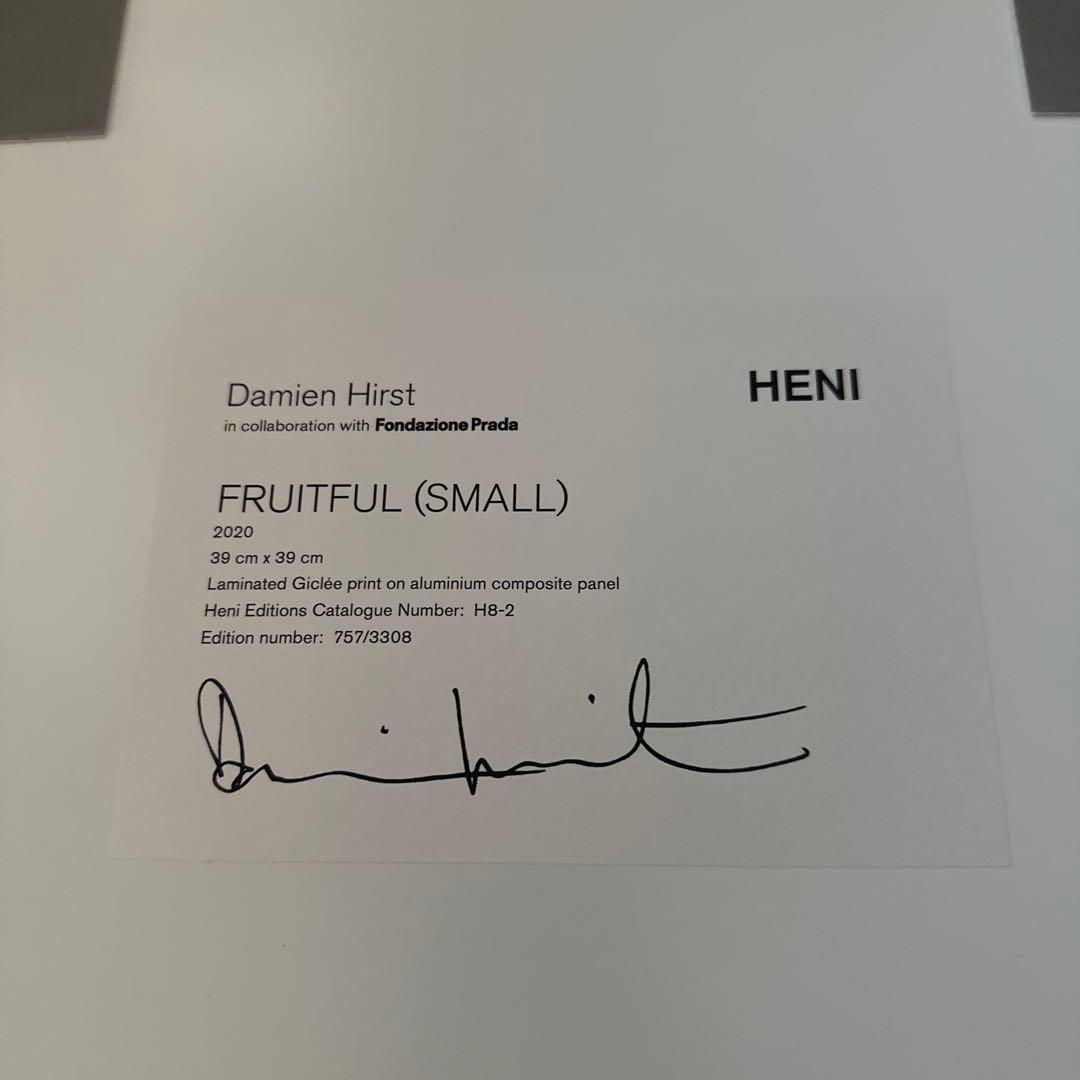 Damien Hirst
in collaboration with Fondazione Prada
HENI
FRUITFUL (SMALL)
2020
39 cm x 39 cm
Laminated Giclée print on aluminium composite panel
Heni Editions Catalogue Number: H8-2
Edition number: 757/3308